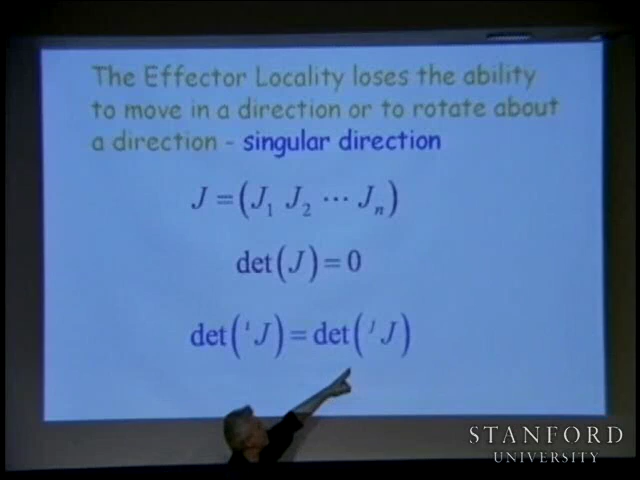 The Effector Locality loses the ability
to move in a direction or to rotate about
a direction - singular direction
J = (J₁ J₂ ⋯ Jₙ)
det(J) = 0
det(ⁱJ) = det(ʲJ)
STANFORD
UNIVERSITY